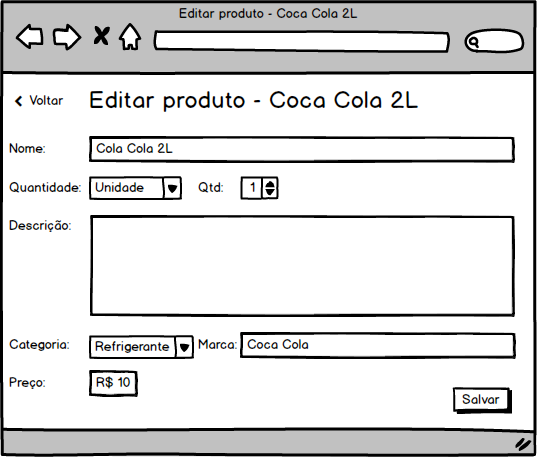 Editar produto - Coca Cola 2L
Voltar Editar produto - Coca Cola 2L
Nome: Cola Cola 2L
Quantidade: Unidade Qtd: 1
Descrição:
Categoria: Refrigerante Marca: Coca Cola
Preço: R$ 10
Salvar